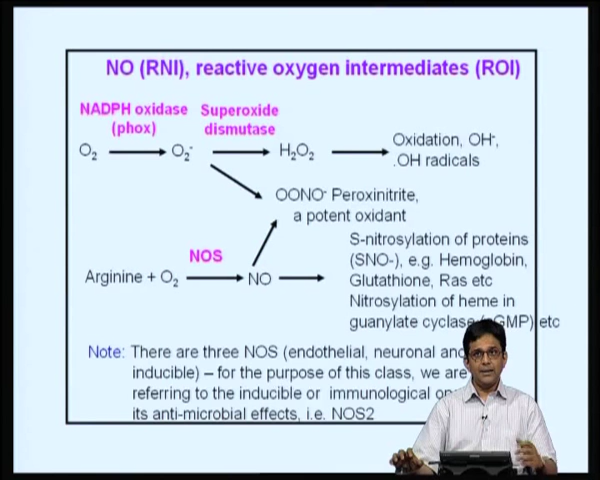 NO (RNI), reactive oxygen intermediates (ROI)
NADPH oxidase
(phox)
Superoxide
dismutase
O2
O2-
H2O2
Oxidation, OH-,
.OH radicals
OONO- Peroxinitrite,
a potent oxidant
NOS
Arginine + O2
NO
S-nitrosylation of proteins
(SNO-), e.g. Hemoglobin,
Glutathione, Ras etc
Nitrosylation of heme in
guanylate cyclase GMP) etc
Note: There are three NOS (endothelial, neuronal and
inducible) – for the purpose of this class, we are
referring to the inducible or immunological
its anti-microbial effects, i.e. NOS2